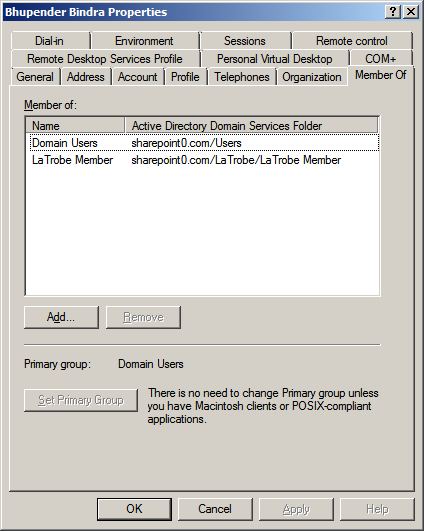 Bhupender Bindra Properties
Dial-in Environment Sessions Remote control
Remote Desktop Services Profile Personal Virtual Desktop COM+
General Address Account Profile Telephones Organization Member Of
Member of:
Name Active Directory Domain Services Folder
Domain Users sharepoint0.com/Users
LaTrobe Member sharepoint0.com/LaTrobe/LaTrobe Member
Add... Remove
Primary group: Domain Users
Set Primary Group
There is no need to change Primary group unless
you have Macintosh clients or POSIX-compliant
applications.
OK Cancel Apply Help